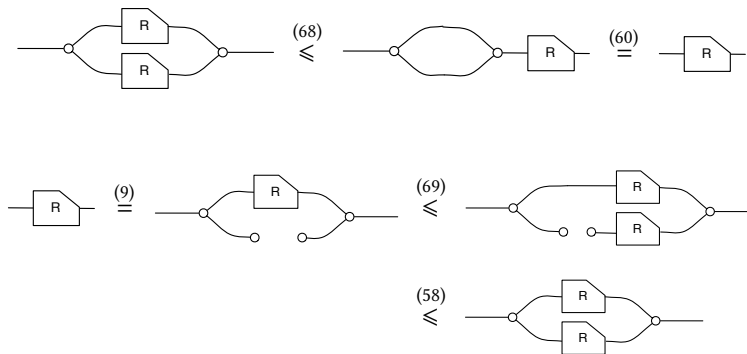 R (68) (60)
R ⩽ R = R
R (9) R (69) R
= ⩽ R
(58) R
⩽ R